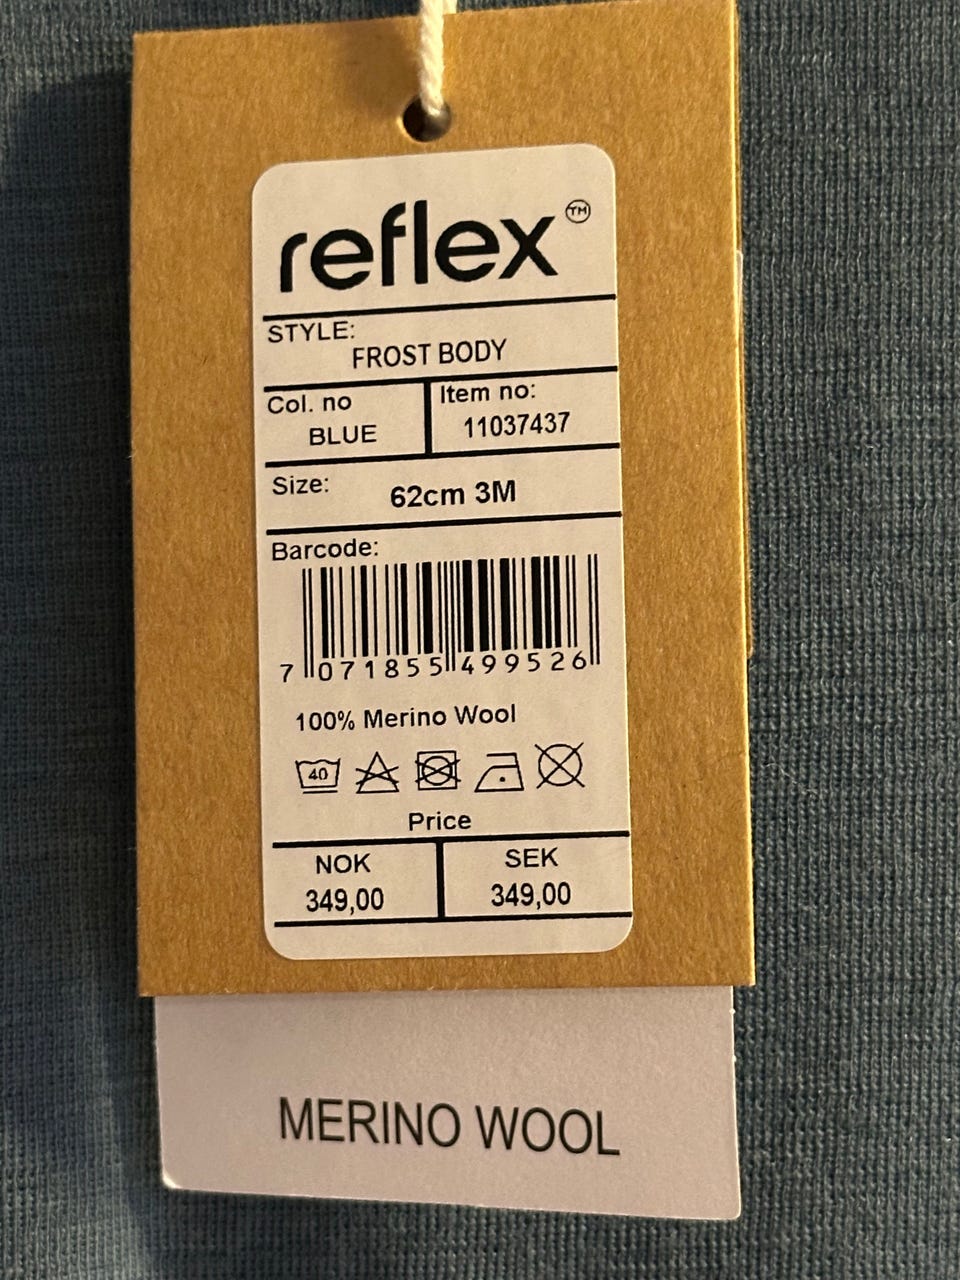 reflex™
STYLE:
FROST BODY
Col. no
BLUE
Item no:
11037437
Size: 62cm 3M
Barcode:
7 071855 499526
100% Merino Wool
40
Price
NOK
349,00
SEK
349,00
MERINO WOOL